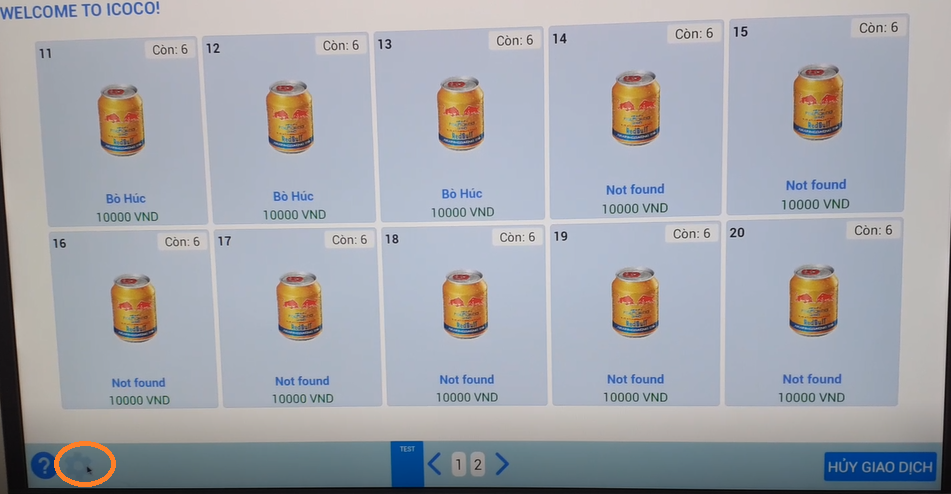 WELCOME TO ICOCO!
11 Còn: 6
Bò Húc
10000 VND
12 Còn: 6
Bò Húc
10000 VND
13 Còn: 6
Bò Húc
10000 VND
14 Còn: 6
Not found
10000 VND
15 Còn: 6
Not found
10000 VND
16 Còn: 6
Not found
10000 VND
17 Còn: 6
Not found
10000 VND
18 Còn: 6
Not found
10000 VND
19 Còn: 6
Not found
10000 VND
20 Còn: 6
Not found
10000 VND
? TEST < 1 2 > HỦY GIAO DỊCH